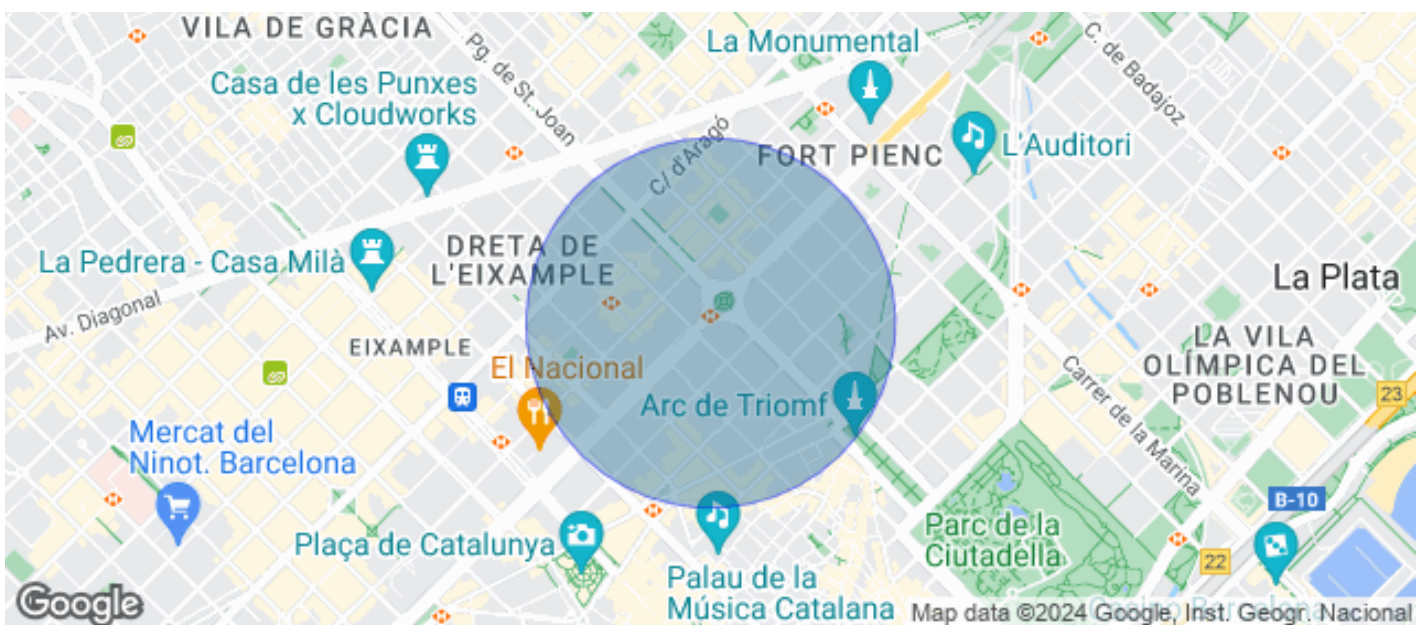 VILA DE GRÀCIA
Pg. de St. Joan
La Monumental
C. de Badajoz
Casa de les Punxes
x Cloudworks
C/ d'Aragó
FORT PIENC
L'Auditori
DRETA DE
L'EIXAMPLE
La Pedrera - Casa Milà
La Plata
Av. Diagonal
EIXAMPLE
LA VILA
OLÍMPICA DEL
POBLENOU
El Nacional
Arc de Triomf
Carrer de la Marina
23
Mercat del
Ninot. Barcelona
B-10
Plaça de Catalunya
Parc de la
Ciutadella
22
Palau de la
Música Catalana
Google
Map data ©2024 Google, Inst. Geogr. Nacional